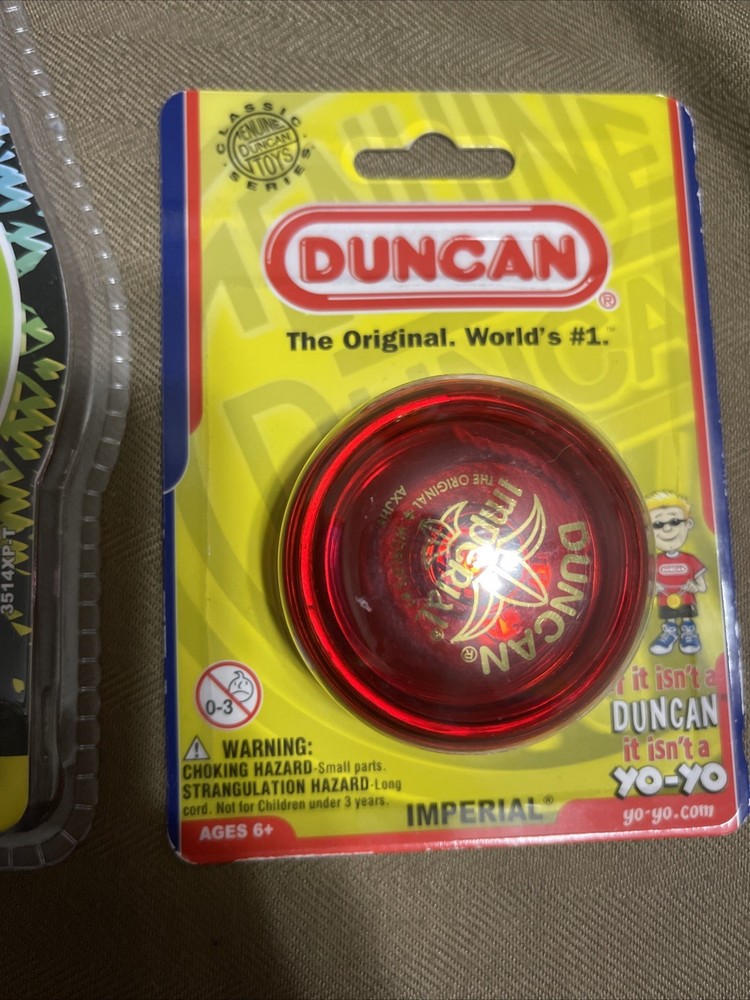 CLASSIC
GENUINE
DUNCAN
TOYS
SERIES
DUNCAN®
The Original. World's #1.™
THE ORIGINAL
Imperial
DUNCAN®
DUNCAN
if it isn't a
DUNCAN
it isn't a
YO-YO
yo-yo.com
0-3
WARNING:
CHOKING HAZARD-Small parts.
STRANGULATION HAZARD-Long
cord. Not for Children under 3 years.
IMPERIAL®
AGES 6+
3514XP-T